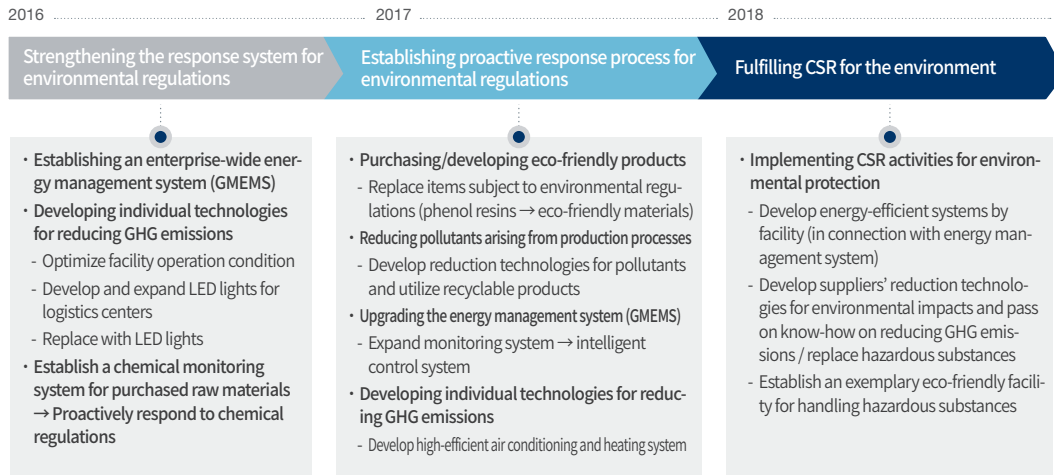 2016
2017
2018
Strengthening the response system for
environmental regulations
Establishing proactive response process for
environmental regulations
Fulfilling CSR for the environment
· Establishing an enterprise-wide ener-
gy management system (GMEMS)
· Developing individual technologies
for reducing GHG emissions
- Optimize facility operation condition
- Develop and expand LED lights for
logistics centers
- Replace with LED lights
· Establish a chemical monitoring
system for purchased raw materials
→ Proactively respond to chemical
regulations
· Purchasing/developing eco-friendly products
- Replace items subject to environmental regu-
lations (phenol resins → eco-friendly materials)
· Reducing pollutants arising from production processes
- Develop reduction technologies for pollutants
and utilize recyclable products
· Upgrading the energy management system (GMEMS)
- Expand monitoring system → intelligent
control system
· Developing individual technologies for reduc-
ing GHG emissions
- Develop high-efficient air conditioning and heating system
· Implementing CSR activities for environ-
mental protection
- Develop energy-efficient systems by
facility (in connection with energy man-
agement system)
- Develop suppliers' reduction technolo-
gies for environmental impacts and pass
on know-how on reducing GHG emis-
sions / replace hazardous substances
- Establish an exemplary eco-friendly facili-
ty for handling hazardous substances